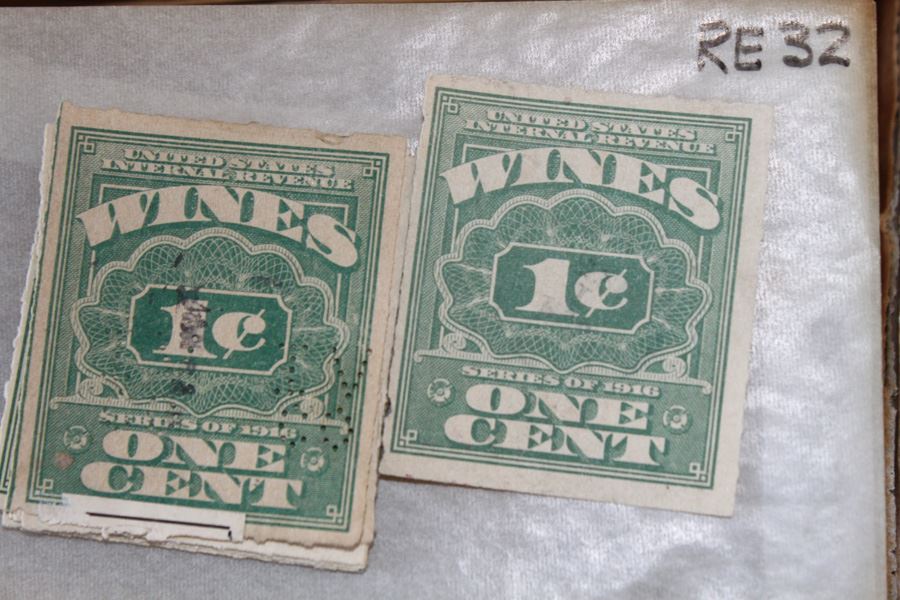 RE 32
UNITED STATES
INTERNAL REVENUE
WINES
1¢
SERIES OF 1916
ONE
CENT
UNITED STATES
INTERNAL REVENUE
WINES
1¢
SERIES OF 1916
ONE
CENT